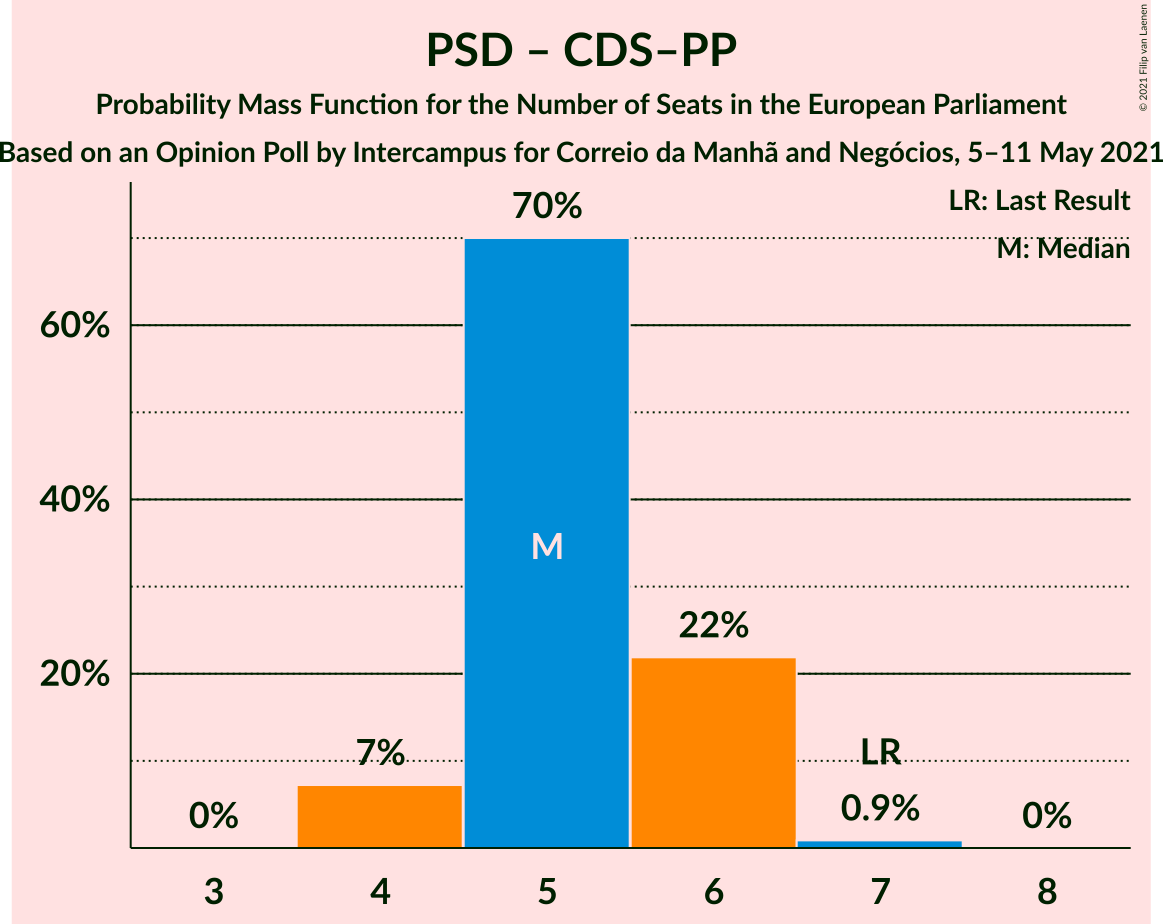 PSD – CDS–PP
Probability Mass Function for the Number of Seats in the European Parliament
Based on an Opinion Poll by Intercampus for Correio da Manhã and Negócios, 5–11 May 2021
© 2021 Filip van Laenen
LR: Last Result
M: Median
70%
60%
40%
M
22%
20%
7%
LR
0%
0.9%
0%
3 4 5 6 7 8